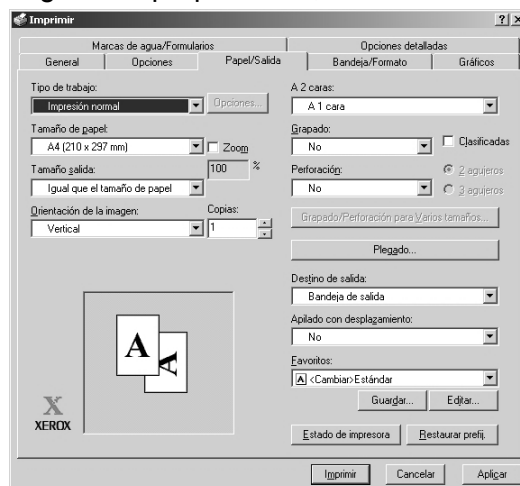 Imprimir
Marcas de agua/Formularios
Opciones detalladas
General
Opciones
Papel/Salida
Bandeja/Formato
Gráficos
Tipo de trabajo:
Impresión normal
Opciones...
Tamaño de papel:
A4 (210 x 297 mm)
Zoom
100 %
Tamaño salida:
Igual que el tamaño de papel
Orientación de la imagen:
Vertical
Copias:
1
A 2 caras:
A 1 cara
Grapado:
No
Clasificadas
Perforación:
No
2 agujeros
3 agujeros
Grapado/Perforación para Varios tamaños...
Plegado...
Destino de salida:
Bandeja de salida
Apilado con desplazamiento:
No
Favoritos:
A <Cambiar>Estándar
Guardar...
Editar...
A
A
X
XEROX
Estado de impresora
Restaurar prefij.
Imprimir
Cancelar
Aplicar